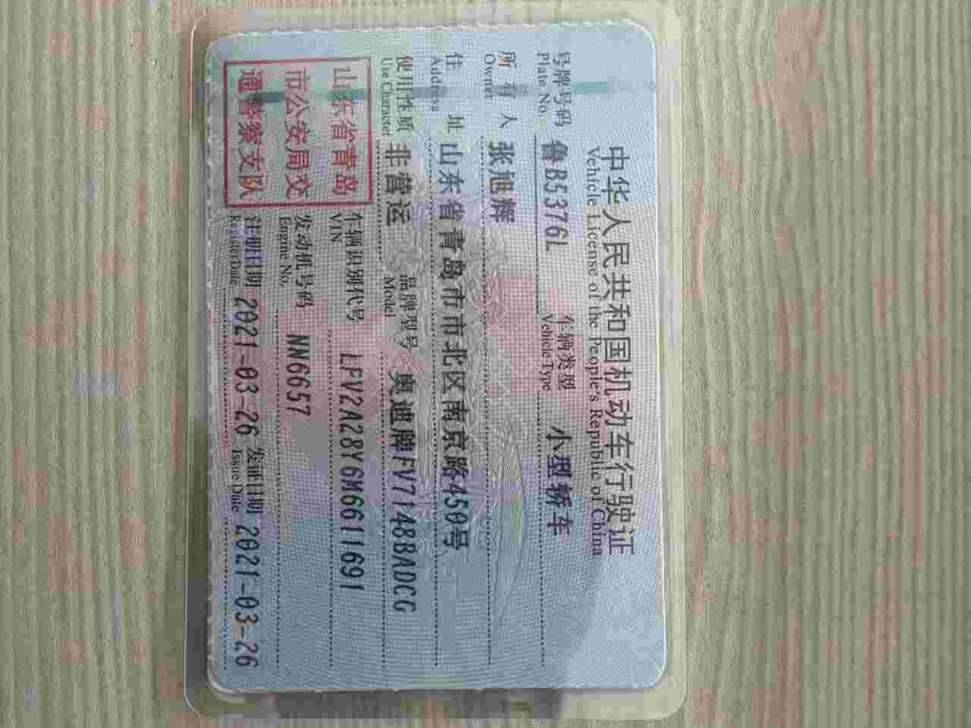 中华人民共和国机动车行驶证
Vehicle License of the People's Republic of China
号牌号码 鲁B5376L 车辆类型 小型轿车
Plate No. Vehicle Type
所有人 张旭辉
Owner
住址 山东省青岛市市北区南京路450号
Address
使用性质 非营运 品牌型号 奥迪牌FV7148BADCG
Use Character Model
山东省青岛
市公安局交
通警察支队
车辆识别代号 LFV2A28Y6M6611691
VIN
发动机号码 NN6657
Engine No.
注册日期 2021-03-26 发证日期 2021-03-26
Register Date Issue Date